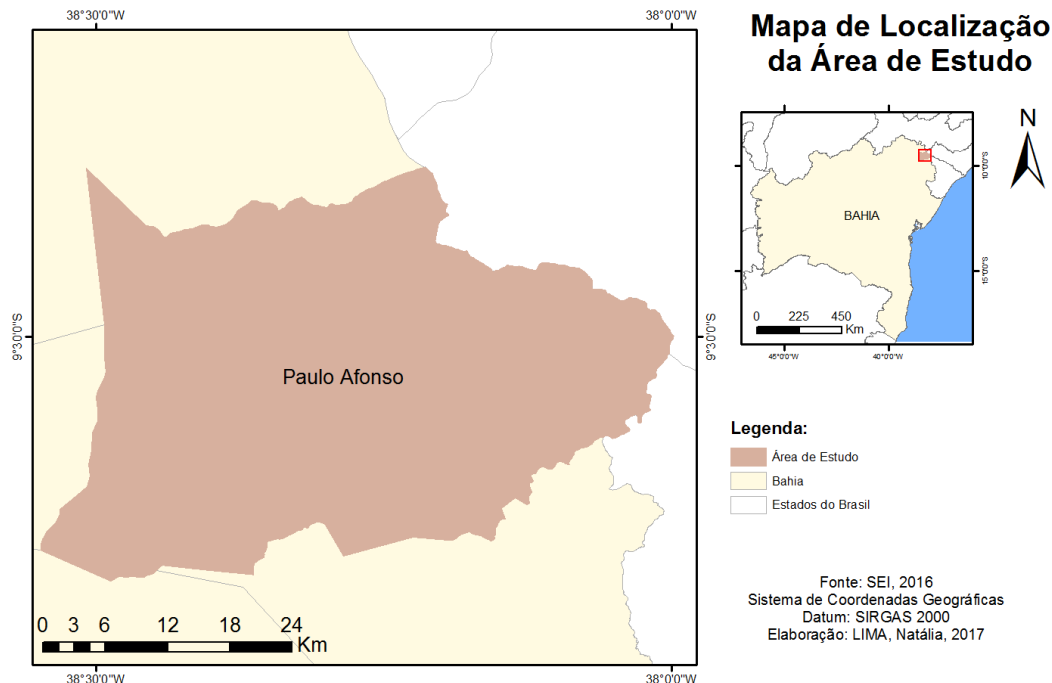 38°30'0"W
38°0'0"W
9°30'0"S
9°30'0"S
Paulo Afonso
0 3 6 12 18 24
Km
38°30'0"W
38°0'0"W
Mapa de Localização
da Área de Estudo
N
BAHIA
10°0'0"S
15°0'0"S
0 225 450
Km
45°0'0"W
40°0'0"W
Legenda:
Área de Estudo
Bahia
Estados do Brasil
Fonte: SEI, 2016
Sistema de Coordenadas Geográficas
Datum: SIRGAS 2000
Elaboração: LIMA, Natália, 2017